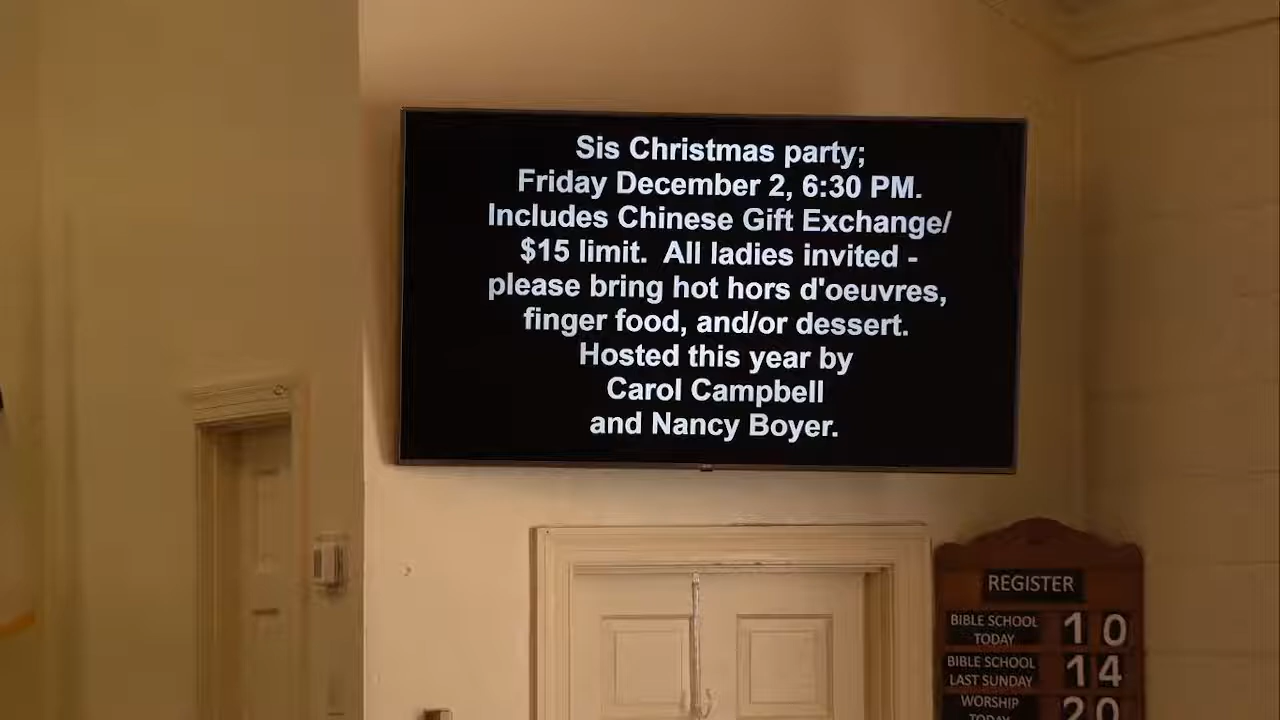 Sis Christmas party;
Friday December 2, 6:30 PM.
Includes Chinese Gift Exchange/
$15 limit.  All ladies invited -
please bring hot hors d'oeuvres,
finger food, and/or dessert.
Hosted this year by
Carol Campbell
and Nancy Boyer.
REGISTER
BIBLE SCHOOL
TODAY
10
BIBLE SCHOOL
LAST SUNDAY
14
WORSHIP
TODAY
20